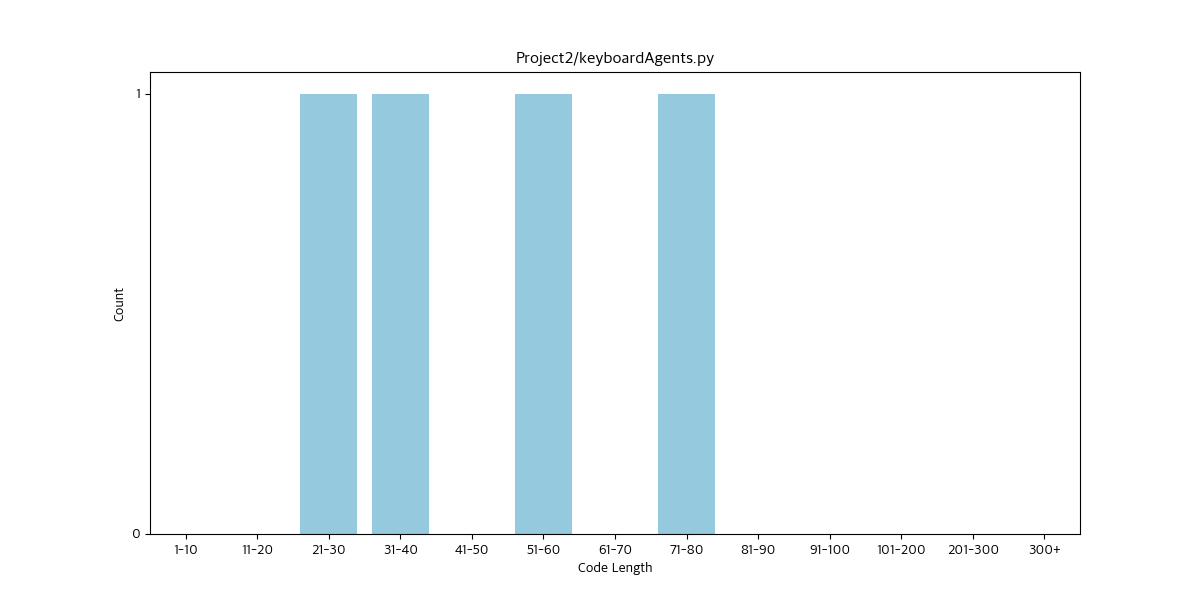 Project2/keyboardAgents.py
1
0
Count
1-10 11-20 21-30 31-40 41-50 51-60 61-70 71-80 81-90 91-100 101-200 201-300 300+
Code Length